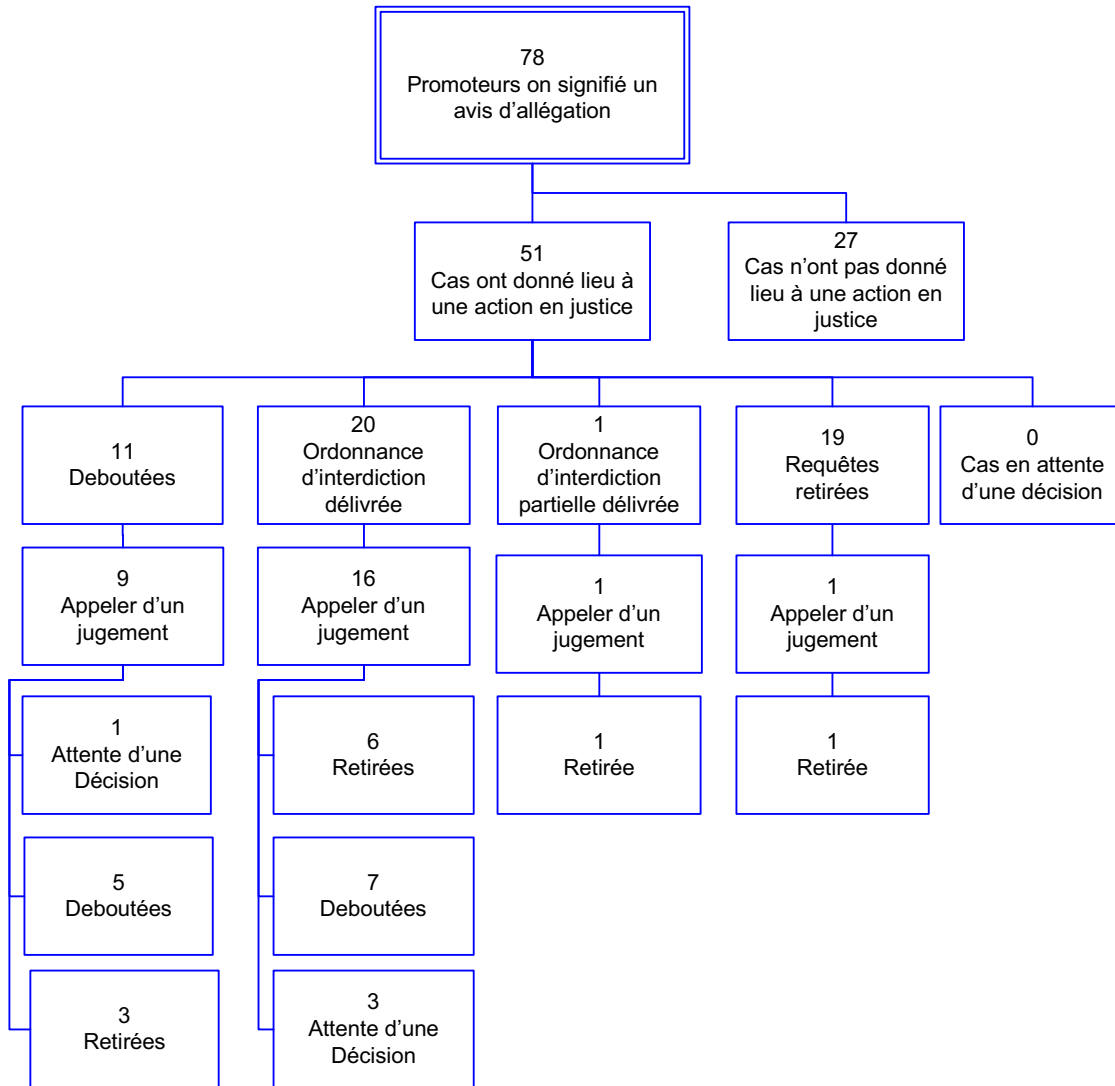 78
Promoteurs on signifié un
avis d’allégation
51
Cas ont donné lieu à
une action en justice
27
Cas n’ont pas donné
lieu à une action en
justice
11
Deboutées
20
Ordonnance
d’interdiction
délivrée
1
Ordonnance
d’interdiction
partielle délivrée
19
Requêtes
retirées
0
Cas en attente
d’une décision
9
Appeler d’un
jugement
16
Appeler d’un
jugement
1
Appeler d’un
jugement
1
Appeler d’un
jugement
1
Attente d’une
Décision
6
Retirées
1
Retirée
1
Retirée
5
Deboutées
7
Deboutées
3
Retirées
3
Attente d’une
Décision